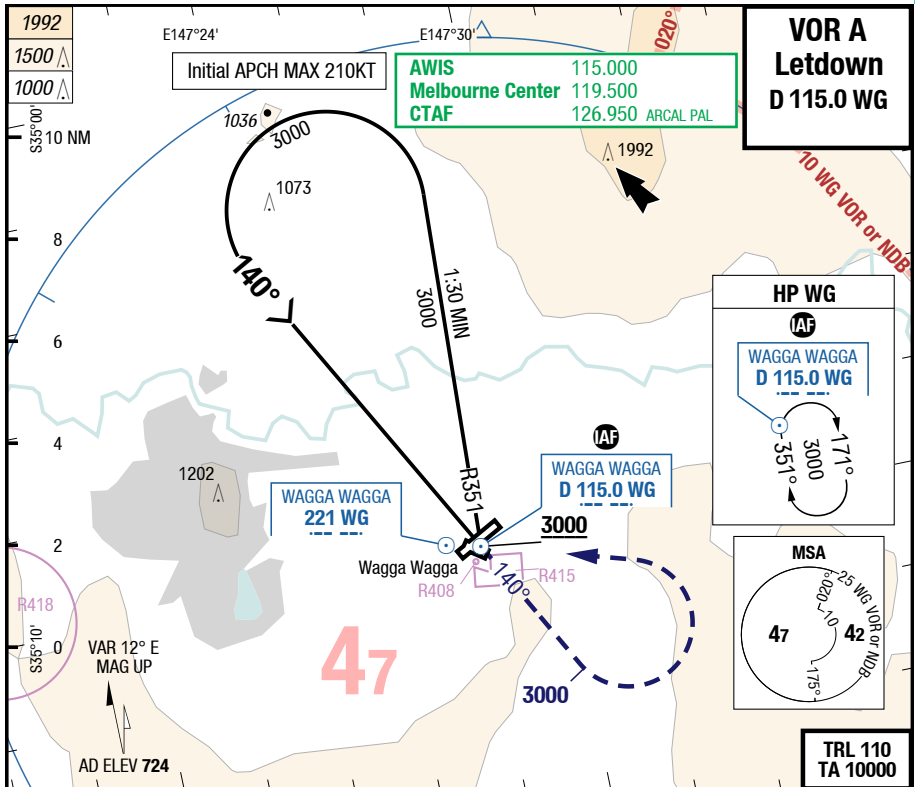 1992
1500
1000
E147°24'
E147°30'
020°
VOR A
Letdown
D 115.0 WG
Initial APCH MAX 210KT
AWIS 115.000
Melbourne Center 119.500
CTAF 126.950 ARCAL PAL
S35°00'
10 NM
1036
3000
1992
10 WG VOR or NDB
1073
8
140°
1:30 MIN
3000
HP WG
IAF
WAGGA WAGGA
D 115.0 WG
351°
3000
171°
6
4
1202
IAF
WAGGA WAGGA
D 115.0 WG
R351
WAGGA WAGGA
221 WG
3000
2
Wagga Wagga
R408
R415
140°
MSA
020°
10
25 WG VOR or NDB
47
42
175°
R418
S35°10'
0
VAR 12° E
MAG UP
47
3000
AD ELEV 724
TRL 110
TA 10000